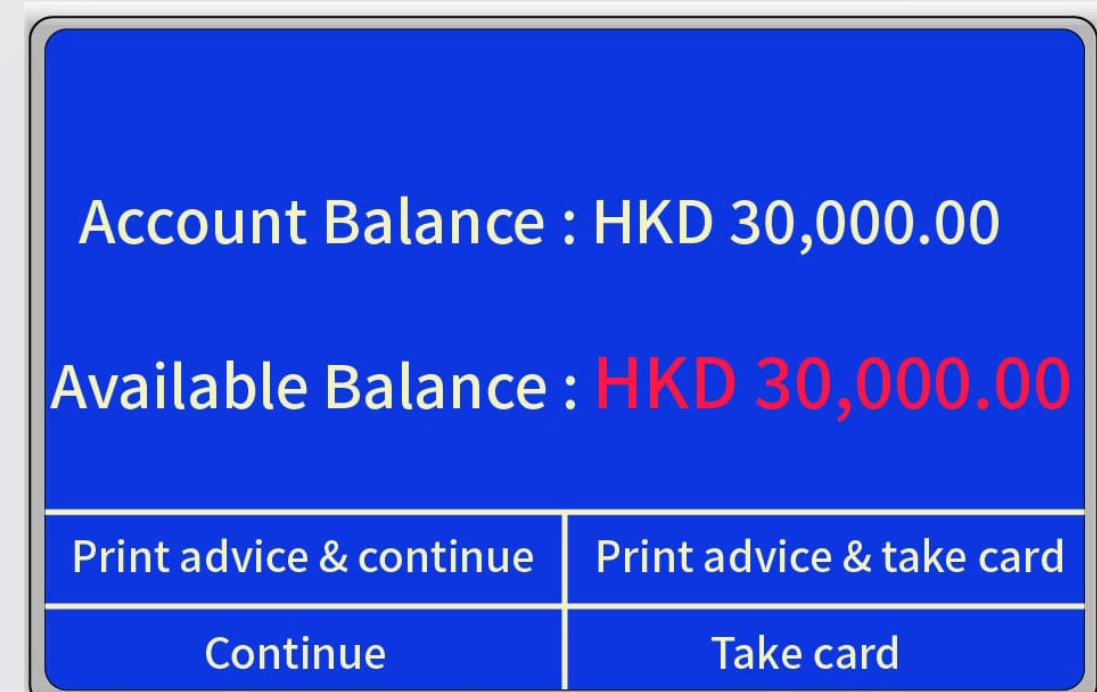 Account Balance : HKD 30,000.00
Available Balance : HKD 30,000.00
Print advice & continue
Print advice & take card
Continue
Take card